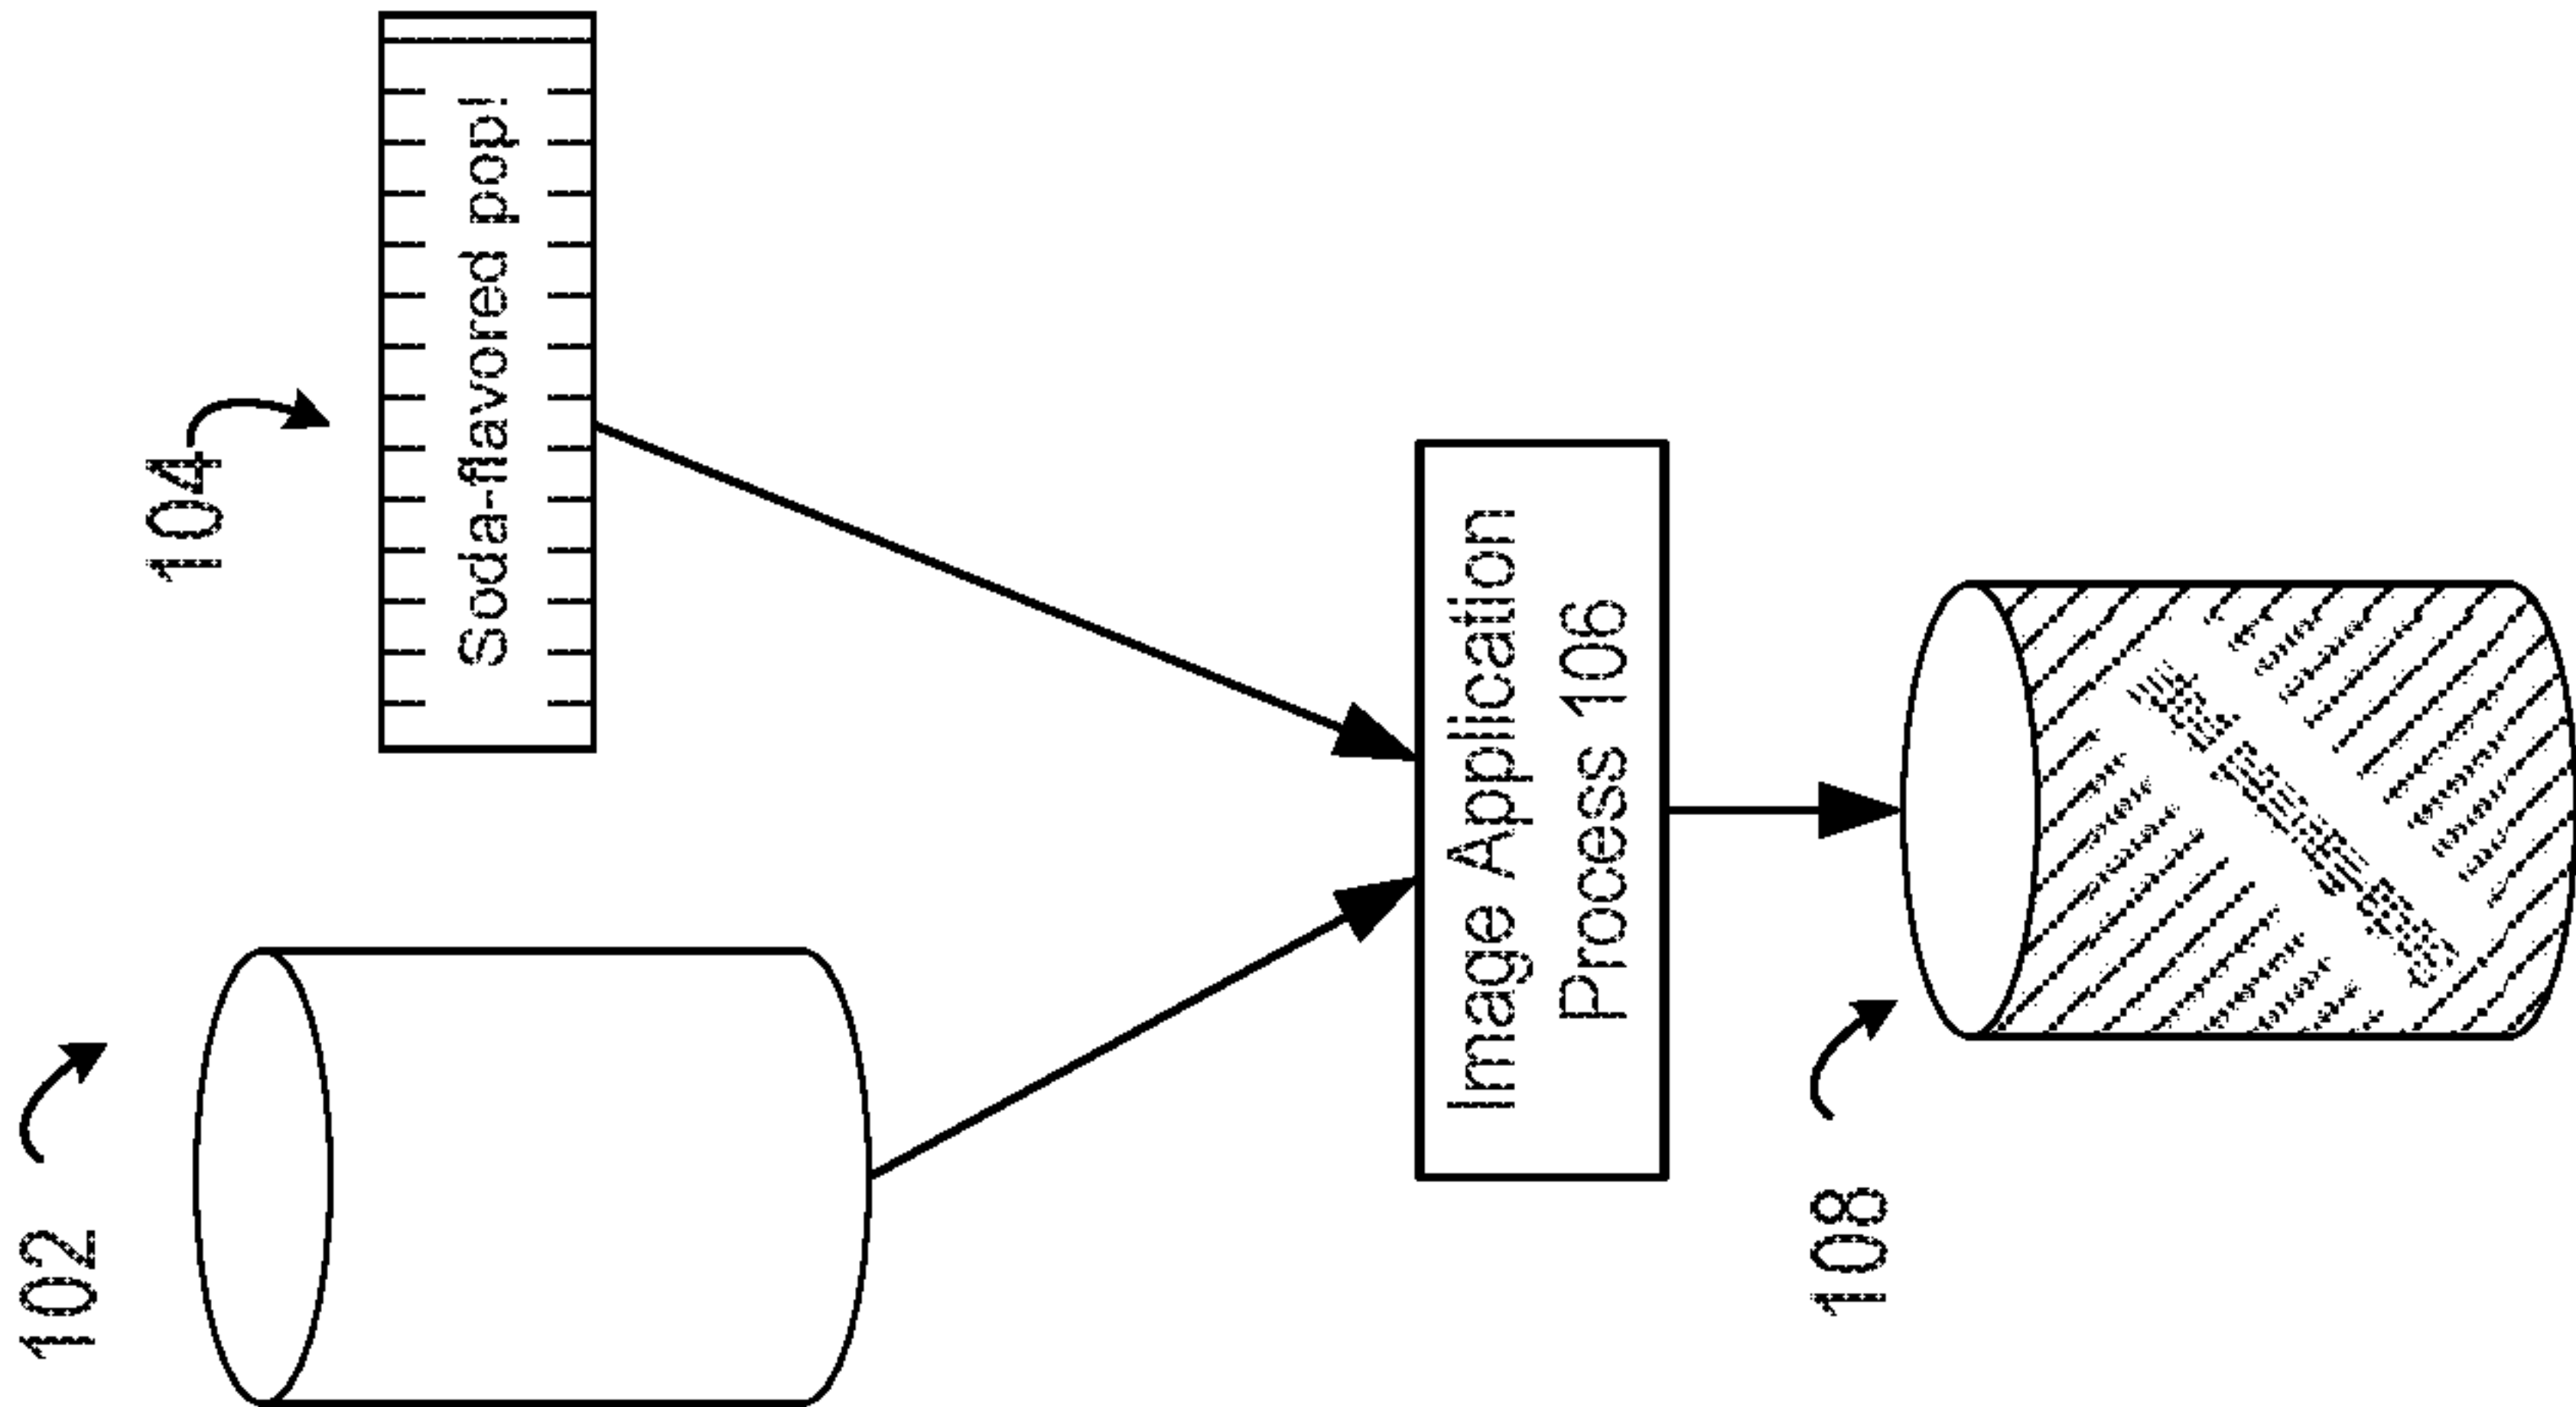 102
104
Soda-flavored pop!
Image Application
Process 106
108